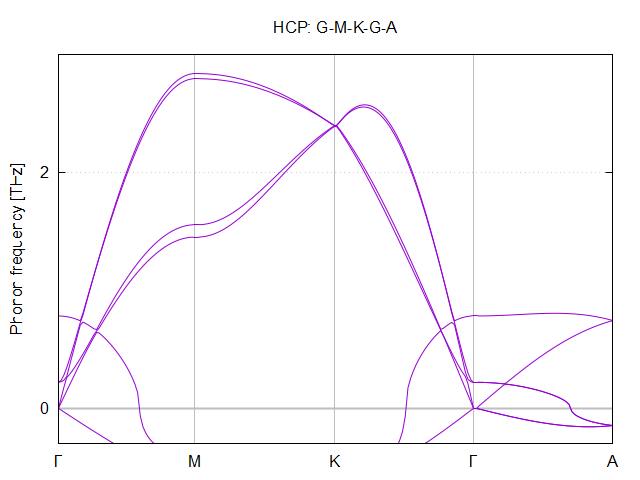 HCP: G-M-K-G-A
Phonon frequency [THz]
2
0
Γ M K Γ A